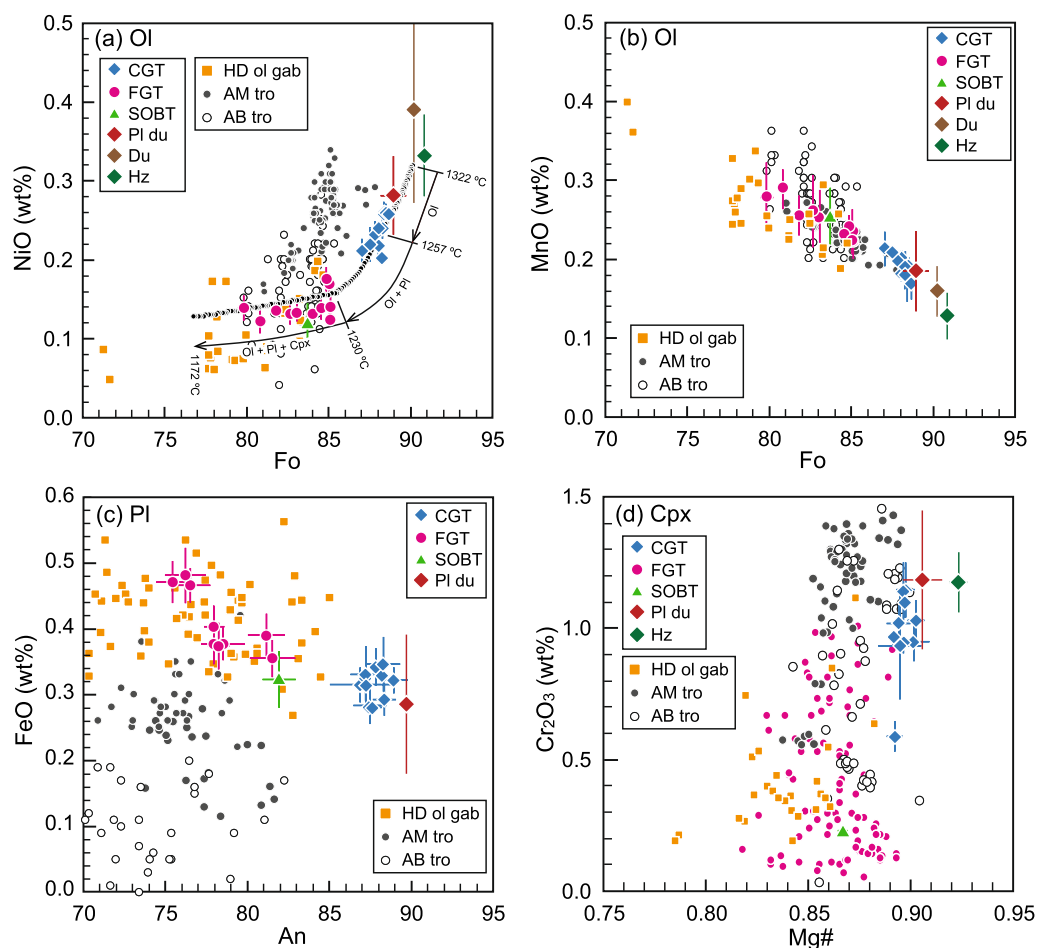 (a) Ol
NiO (wt%)
0.5
0.4
0.3
0.2
0.1
0.0
CGT
FGT
SOBT
Pl du
Du
Hz
HD ol gab
AM tro
AB tro
1322 ºC
Ol
1257 ºC
Ol + Pl
1230 ºC
Ol + Pl + Cpx
1172 ºC
70 75 80 85 90 95
Fo
(b) Ol
MnO (wt%)
0.5
0.4
0.3
0.2
0.1
0.0
CGT
FGT
SOBT
Pl du
Du
Hz
HD ol gab
AM tro
AB tro
70 75 80 85 90 95
Fo
(c) Pl
FeO (wt%)
0.6
0.5
0.4
0.3
0.2
0.1
0.0
CGT
FGT
SOBT
Pl du
HD ol gab
AM tro
AB tro
70 75 80 85 90 95
An
(d) Cpx
Cr₂O₃ (wt%)
1.5
1.0
0.5
0.0
CGT
FGT
SOBT
Pl du
Hz
HD ol gab
AM tro
AB tro
0.75 0.80 0.85 0.90 0.95
Mg#